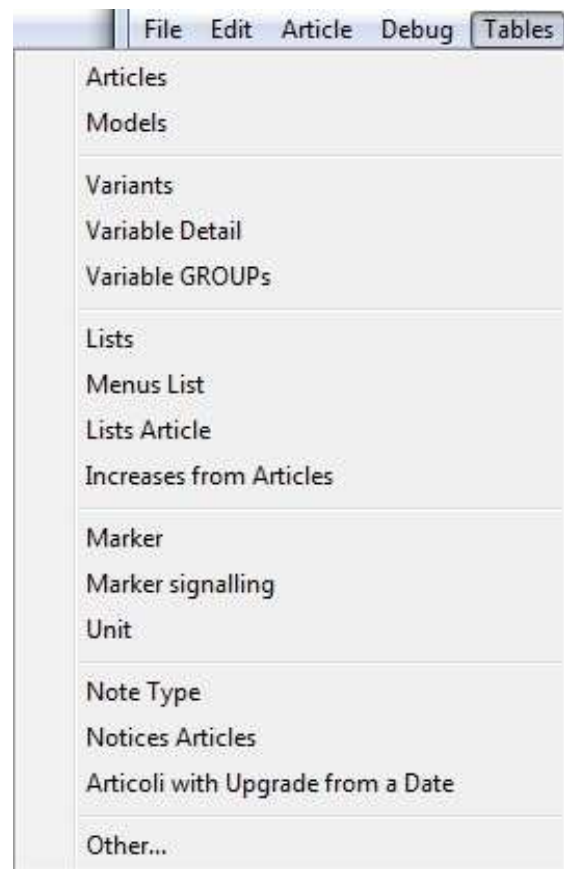 File Edit Article Debug Tables
Articles
Models
Variants
Variable Detail
Variable GROUPs
Lists
Menus List
Lists Article
Increases from Articles
Marker
Marker signalling
Unit
Note Type
Notices Articles
Articoli with Upgrade from a Date
Other...